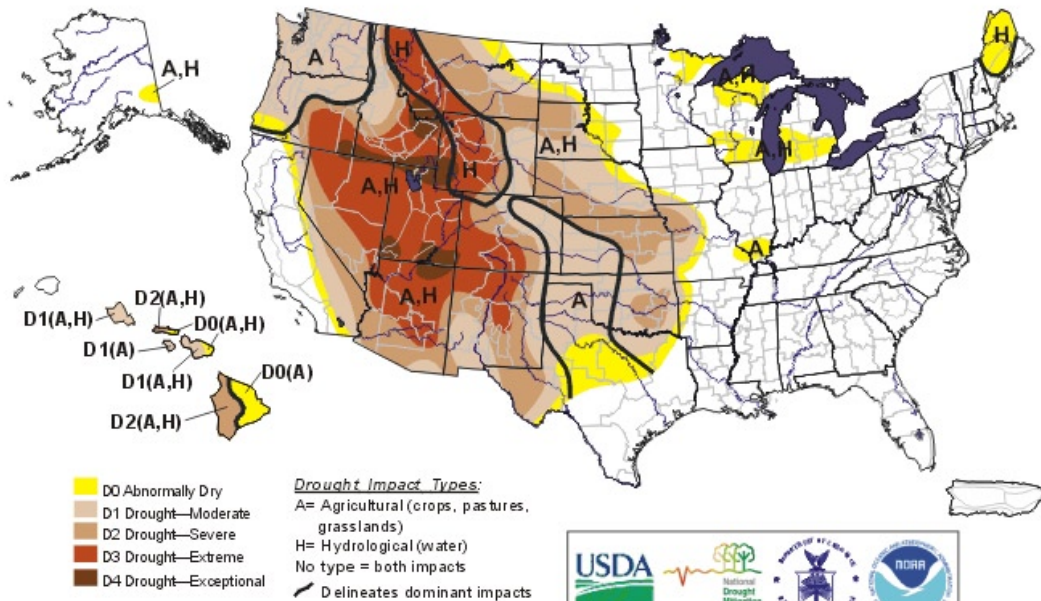 A
H
H
A,H
A,H
A,H
A,H
A,H
H
A,H
A
A,H
A
D2(A,H)
D1(A,H)
D0(A,H)
D1(A)
D1(A,H)
D0(A)
D2(A,H)
D0 Abnormally Dry
D1 Drought—Moderate
D2 Drought—Severe
D3 Drought—Extreme
D4 Drought—Exceptional
Drought Impact Types:
A= Agricultural (crops, pastures,
grasslands)
H= Hydrological (water)
No type = both impacts
Delineates dominant impacts
USDA
National
Drought
NOAA